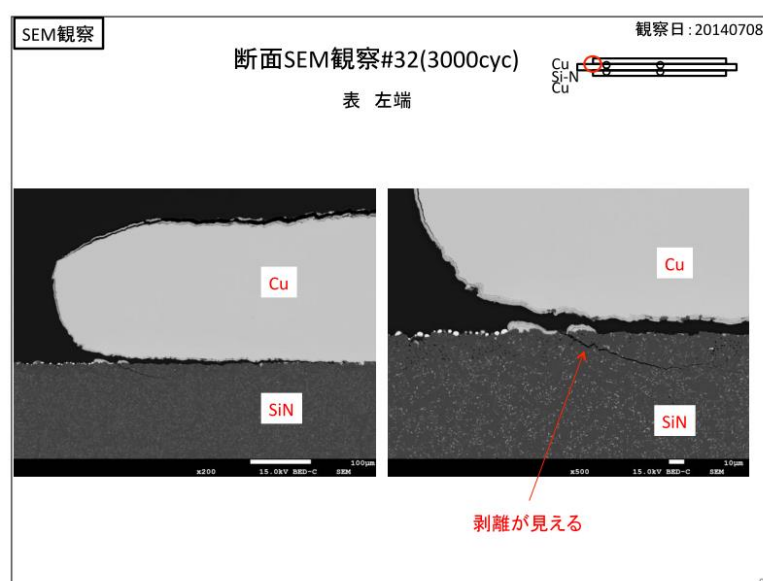 SEM観察
観察日:20140708
断面SEM観察#32(3000cyc)
表 左端
Cu
Si-N
Cu
Cu
SiN
100μm
x200 15.0kV BED-C SEM
Cu
SiN
10μm
x500 15.0kV BED-C SEM
剥離が見える